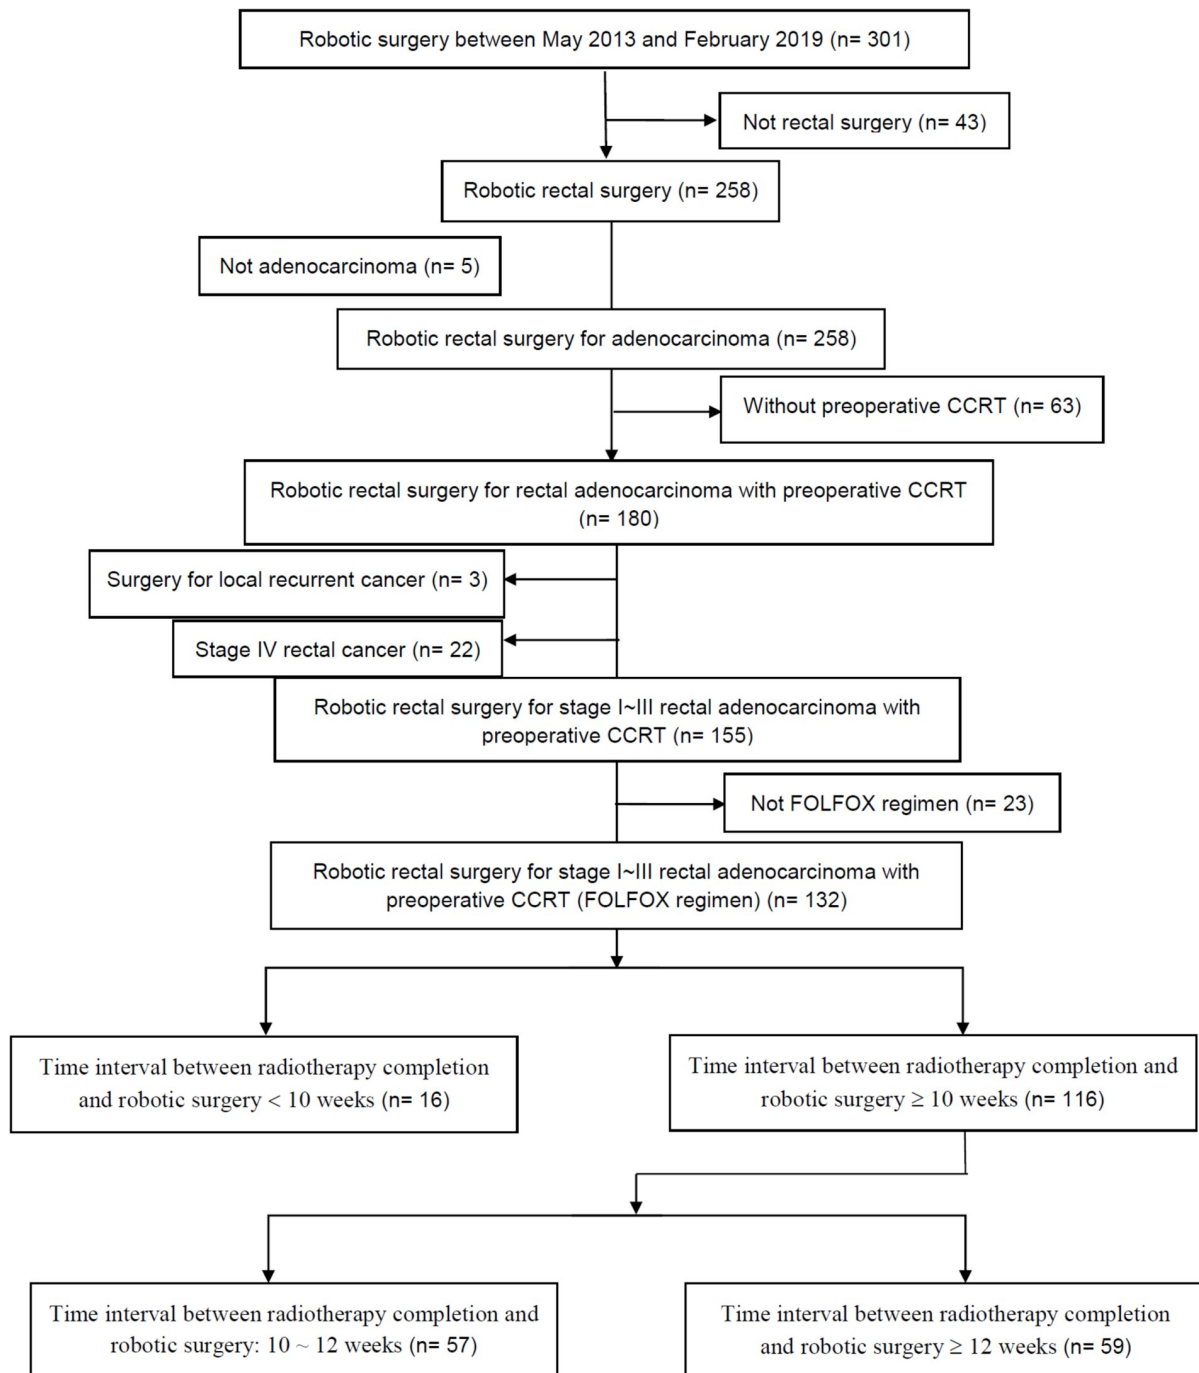 Robotic surgery between May 2013 and February 2019 (n= 301)
Not rectal surgery (n= 43)
Robotic rectal surgery (n= 258)
Not adenocarcinoma (n= 5)
Robotic rectal surgery for adenocarcinoma (n= 258)
Without preoperative CCRT (n= 63)
Robotic rectal surgery for rectal adenocarcinoma with preoperative CCRT
(n= 180)
Surgery for local recurrent cancer (n= 3)
Stage IV rectal cancer (n= 22)
Robotic rectal surgery for stage I~III rectal adenocarcinoma with
preoperative CCRT (n= 155)
Not FOLFOX regimen (n= 23)
Robotic rectal surgery for stage I~III rectal adenocarcinoma with
preoperative CCRT (FOLFOX regimen) (n= 132)
Time interval between radiotherapy completion
and robotic surgery < 10 weeks (n= 16)
Time interval between radiotherapy completion and
robotic surgery ≥ 10 weeks (n= 116)
Time interval between radiotherapy completion and
robotic surgery: 10 ~ 12 weeks (n= 57)
Time interval between radiotherapy completion
and robotic surgery ≥ 12 weeks (n= 59)